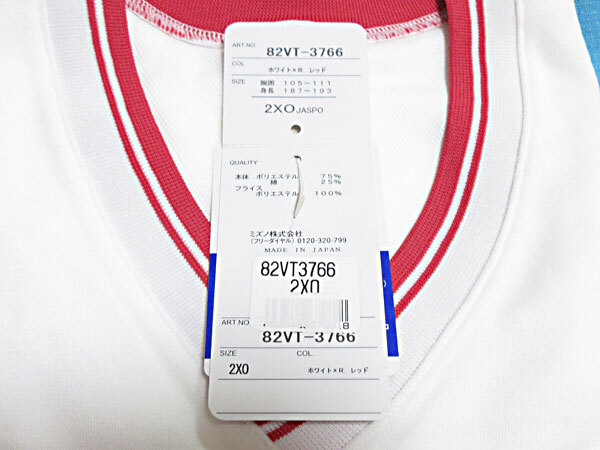 ART.NO. 82VT-3766
COL. ホワイト×R. レッド
SIZE 胸囲 105~111
身長 187~193
2XO JASPO
QUALITY
本体 ポリエステル 75%
綿 25%
フライス
ポリエステル 100%
ミズノ株式会社
(フリーダイヤル) 0120-320-799
MADE IN JAPAN
82VT3766
2XO
ART.NO.
82VT-3766
SIZE COL.
2XO ホワイト×R. レッド